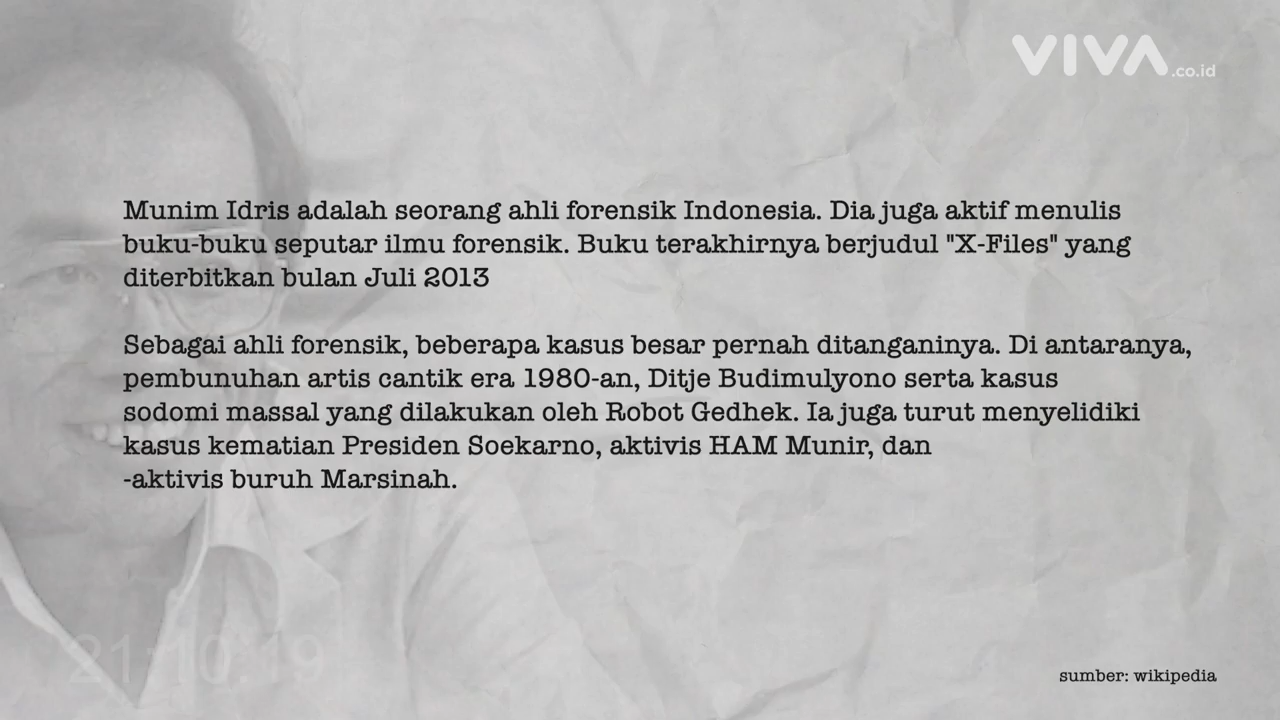 VIVA.co.id
Munim Idris adalah seorang ahli forensik Indonesia. Dia juga aktif menulis
buku-buku seputar ilmu forensik. Buku terakhirnya berjudul "X-Files" yang
diterbitkan bulan Juli 2013
Sebagai ahli forensik, beberapa kasus besar pernah ditanganinya. Di antaranya,
pembunuhan artis cantik era 1980-an, Ditje Budimulyono serta kasus
sodomi massal yang dilakukan oleh Robot Gedhek. Ia juga turut menyelidiki
kasus kematian Presiden Soekarno, aktivis HAM Munir, dan
-aktivis buruh Marsinah.
21:10:19
sumber: wikipedia